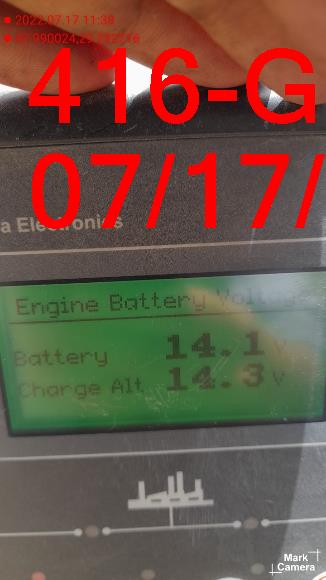 2022.07.17 11:38
416-G
07/17/
a Electronics
Engine Battery Voltage
Battery 14.1 V
Charge Alt 14.3 V
Mark
Camera